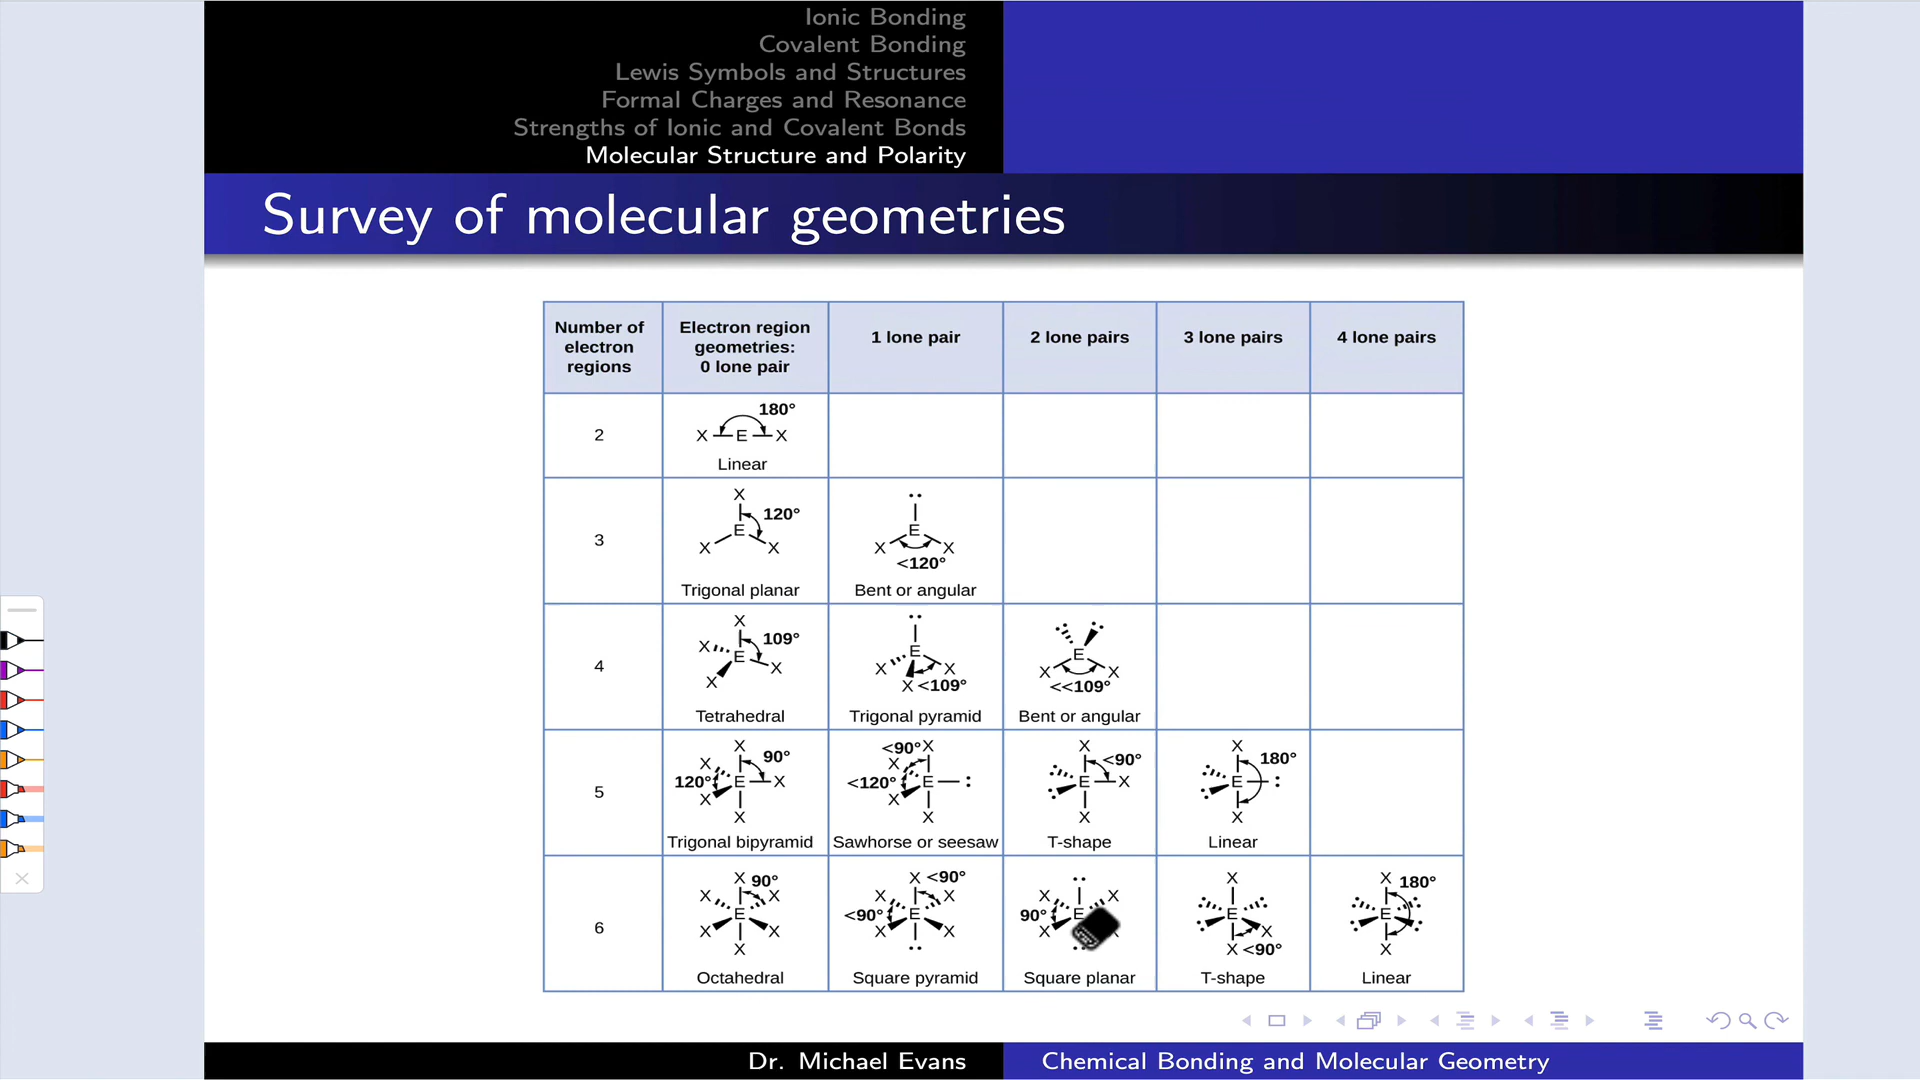 Ionic Bonding
Covalent Bonding
Lewis Symbols and Structures
Formal Charges and Resonance
Strengths of Ionic and Covalent Bonds
Molecular Structure and Polarity
Survey of molecular geometries
Number of electron regions
Electron region geometries: 0 lone pair
1 lone pair
2 lone pairs
3 lone pairs
4 lone pairs
2
180°
X E X
Linear
3
X
120°
E
X X
Trigonal planar
E
X X
<120°
Bent or angular
4
X
109°
X E
X
X
Tetrahedral
E
X X
X <109°
Trigonal pyramid
E
X X
<<109°
Bent or angular
5
X
X 90°
120° E X
X
X
Trigonal bipyramid
<90° X
X
<120° E
X
X
Sawhorse or seesaw
X
<90°
E X
X
T-shape
X
180°
E
X
Linear
6
X 90°
X X
E
X X
X
Octahedral
X <90°
X X
<90° E
X X
Square pyramid
X X
90° E
X
Square planar
X
E
X
X <90°
T-shape
X 180°
E
X
Linear
Dr. Michael Evans
Chemical Bonding and Molecular Geometry